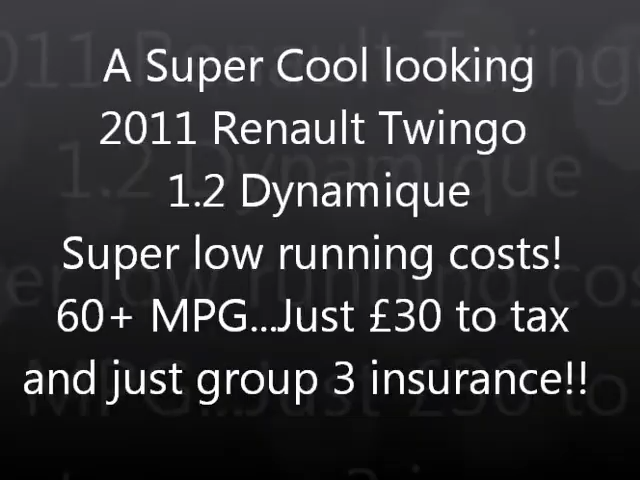 A Super Cool looking
2011 Renault Twingo
1.2 Dynamique
Super low running costs!
60+ MPG...Just £30 to tax
and just group 3 insurance!!